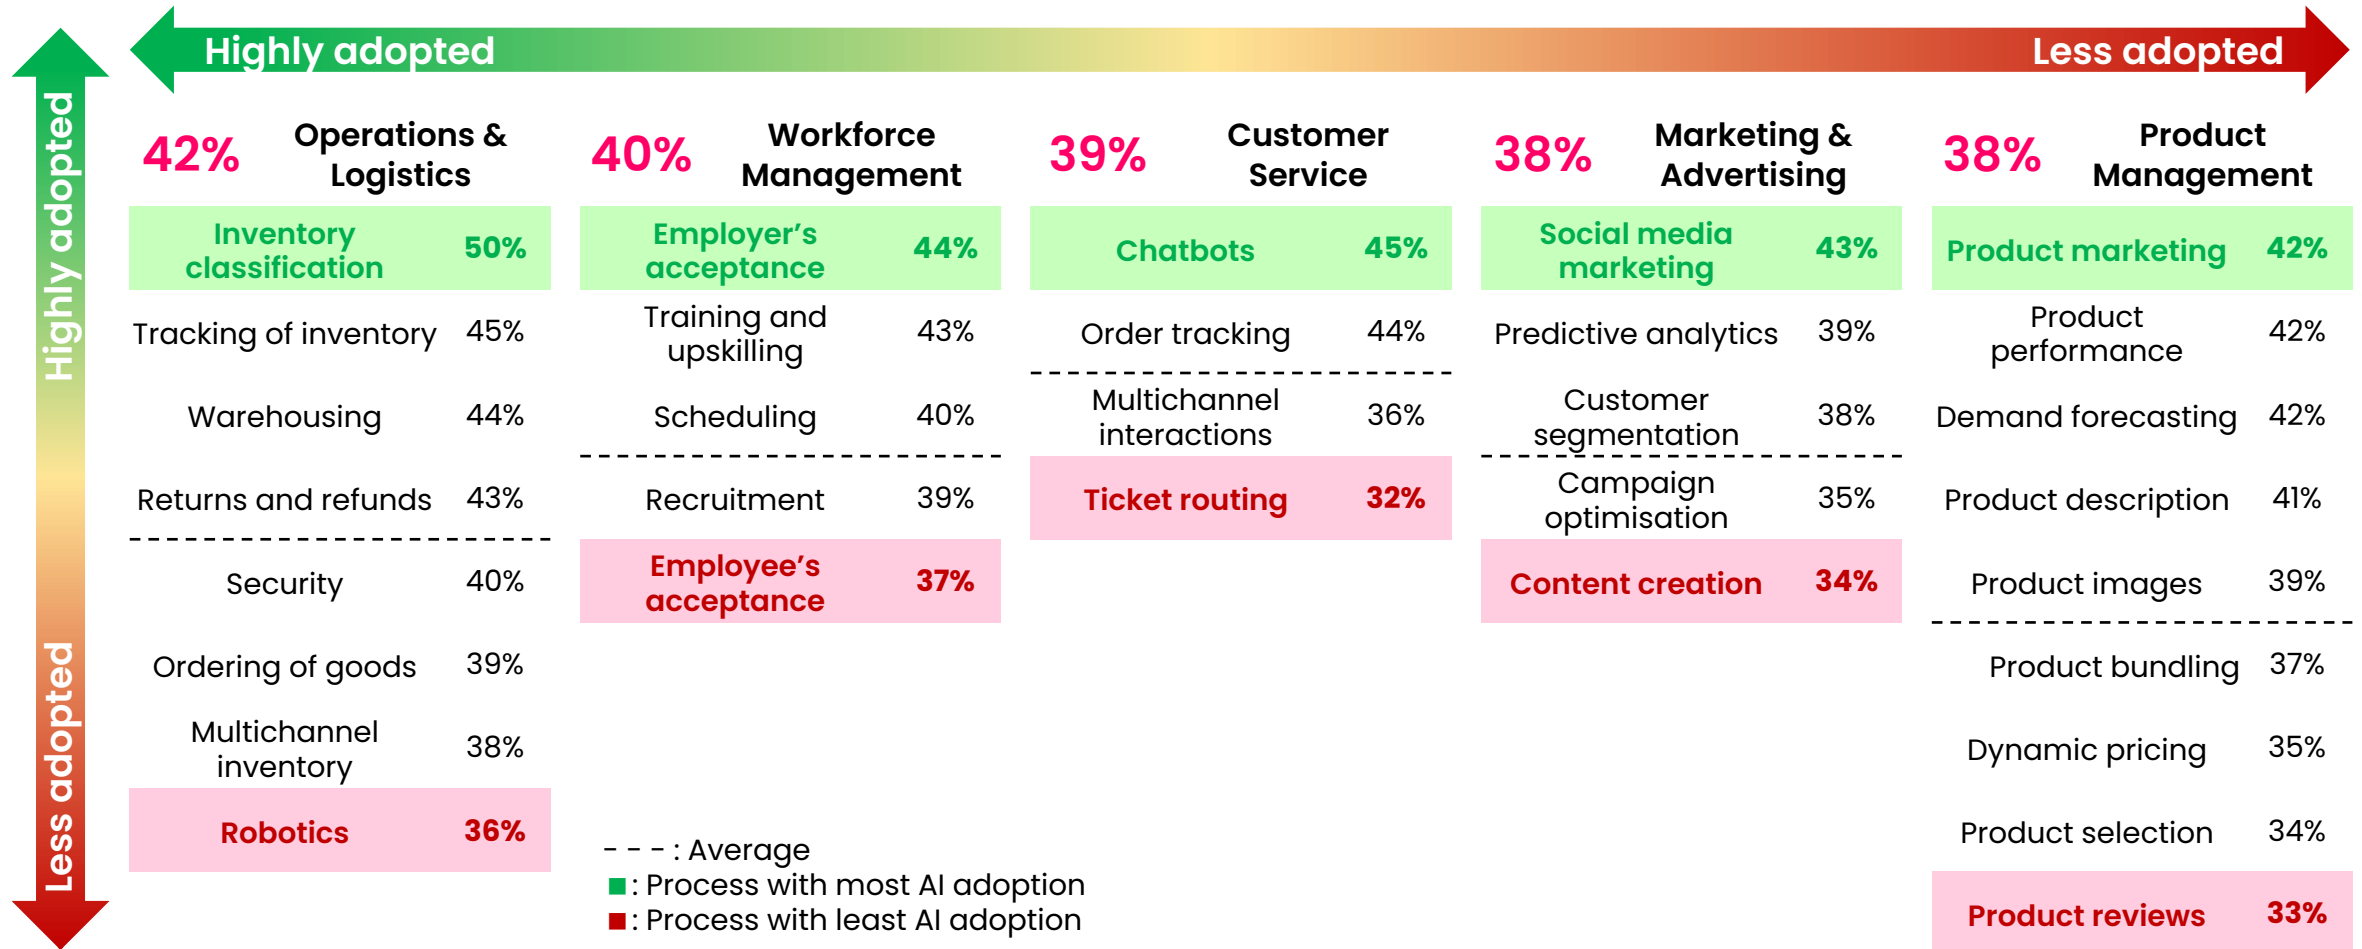 Highly adopted
Less adopted
Highly adopted
Less adopted
42%
Operations &
Logistics
Inventory
classification
50%
Tracking of inventory
45%
Warehousing
44%
Returns and refunds
43%
Security
40%
Ordering of goods
39%
Multichannel
inventory
38%
Robotics
36%
40%
Workforce
Management
Employer’s
acceptance
44%
Training and
upskilling
43%
Scheduling
40%
Recruitment
39%
Employee’s
acceptance
37%
39%
Customer
Service
Chatbots
45%
Order tracking
44%
Multichannel
interactions
36%
Ticket routing
32%
38%
Marketing &
Advertising
Social media
marketing
43%
Predictive analytics
39%
Customer
segmentation
38%
Campaign
optimisation
35%
Content creation
34%
38%
Product
Management
Product marketing
42%
Product
performance
42%
Demand forecasting
42%
Product description
41%
Product images
39%
Product bundling
37%
Dynamic pricing
35%
Product selection
34%
Product reviews
33%
- - - : Average
: Process with most AI adoption
: Process with least AI adoption